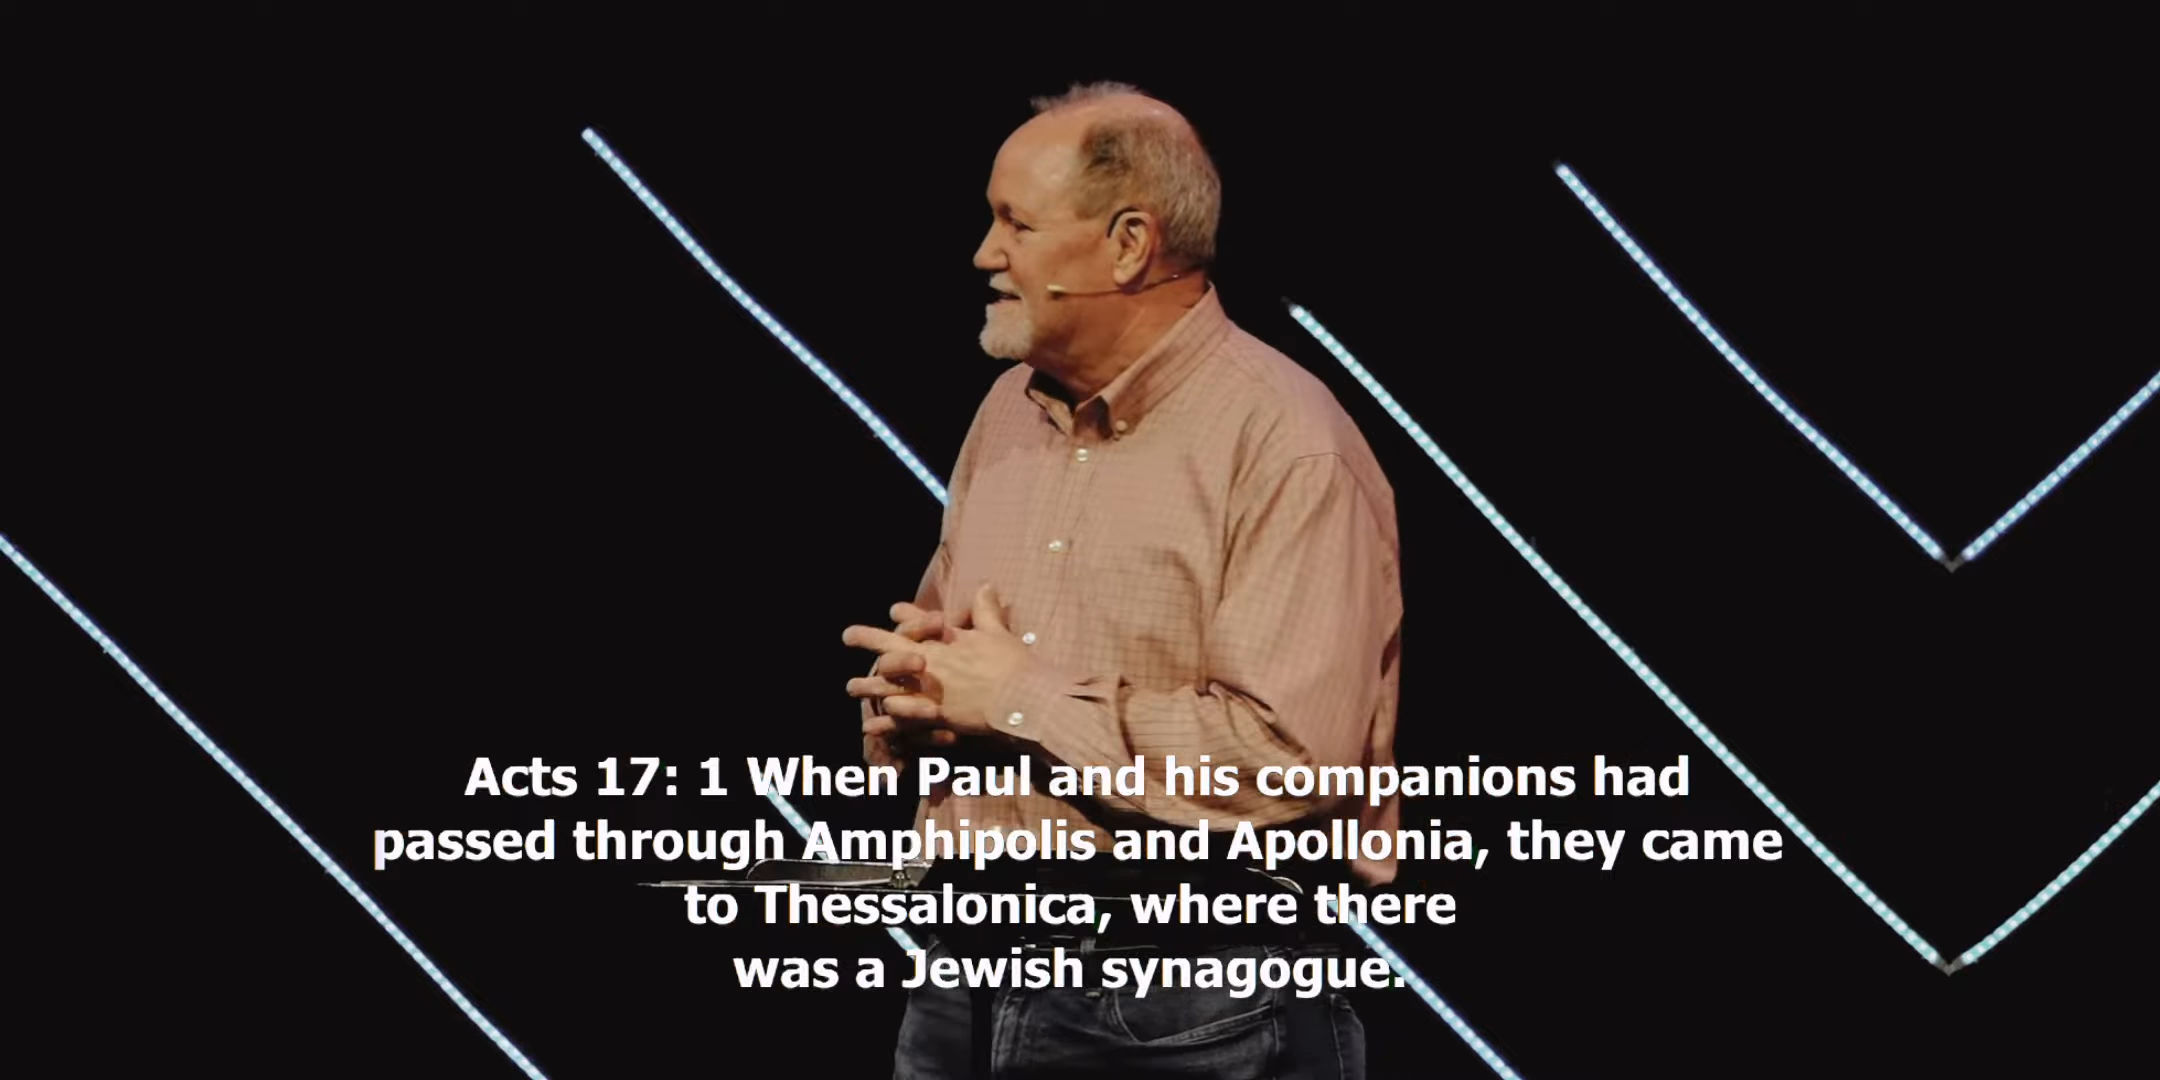 Acts 17: 1 When Paul and his companions had
passed through Amphipolis and Apollonia, they came
to Thessalonica, where there
was a Jewish synagogue.